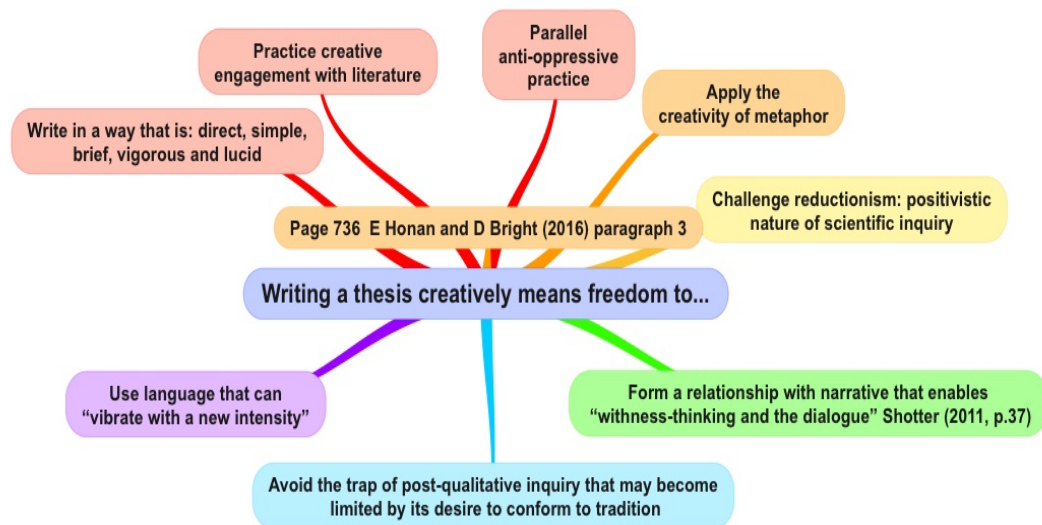 Practice creative
engagement with literature
Parallel
anti-oppressive
practice
Apply the
creativity of metaphor
Write in a way that is: direct, simple,
brief, vigorous and lucid
Challenge reductionism: positivistic
nature of scientific inquiry
Page 736  E Honan and D Bright (2016) paragraph 3
Writing a thesis creatively means freedom to...
Use language that can
“vibrate with a new intensity”
Form a relationship with narrative that enables
“withness-thinking and the dialogue” Shotter (2011, p.37)
Avoid the trap of post-qualitative inquiry that may become
limited by its desire to conform to tradition